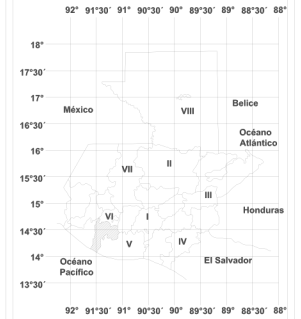 92° 91°30´ 91° 90°30´ 90° 89°30´ 89° 88°30´ 88°
18°
17°30´
17°
México
VIII
Belice
16°30´
Océano
Atlántico
16°
II
VII
15°30´
III
15°
VI
I
Honduras
14°30´
V
IV
14°
Océano
Pacífico
El Salvador
13°30´
92° 91°30´ 91° 90°30´ 90° 89°30´ 89° 88°30´ 88°